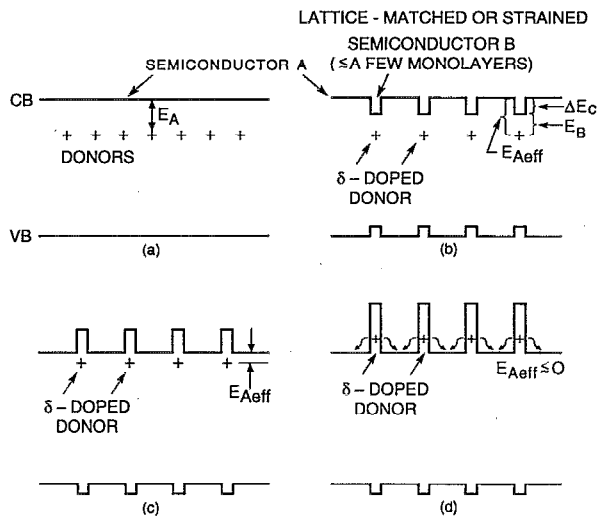 LATTICE - MATCHED OR STRAINED
SEMICONDUCTOR B
(≤A FEW MONOLAYERS)
SEMICONDUCTOR A
CB
E_A
+ + + + + + +
DONORS
ΔE_C
E_B
+ + + +
E_Aeff
δ – DOPED
DONOR
VB
(a)
(b)
+ + + +
E_Aeff
δ – DOPED
DONOR
(c)
+ + + +
E_Aeff ≤ O
δ – DOPED
DONOR
(d)